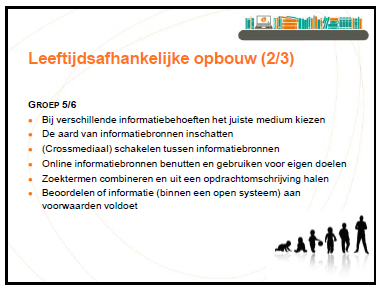 Leeftijdsafhankelijke opbouw (2/3)
GROEP 5/6
• Bij verschillende informatiebehoeften het juiste medium kiezen
• De aard van informatiebronnen inschatten
• (Crossmediaal) schakelen tussen informatiebronnen
• Online informatiebronnen benutten en gebruiken voor eigen doelen
• Zoektermen combineren en uit een opdrachtomschrijving halen
• Beoordelen of informatie (binnen een open systeem) aan
voorwaarden voldoet